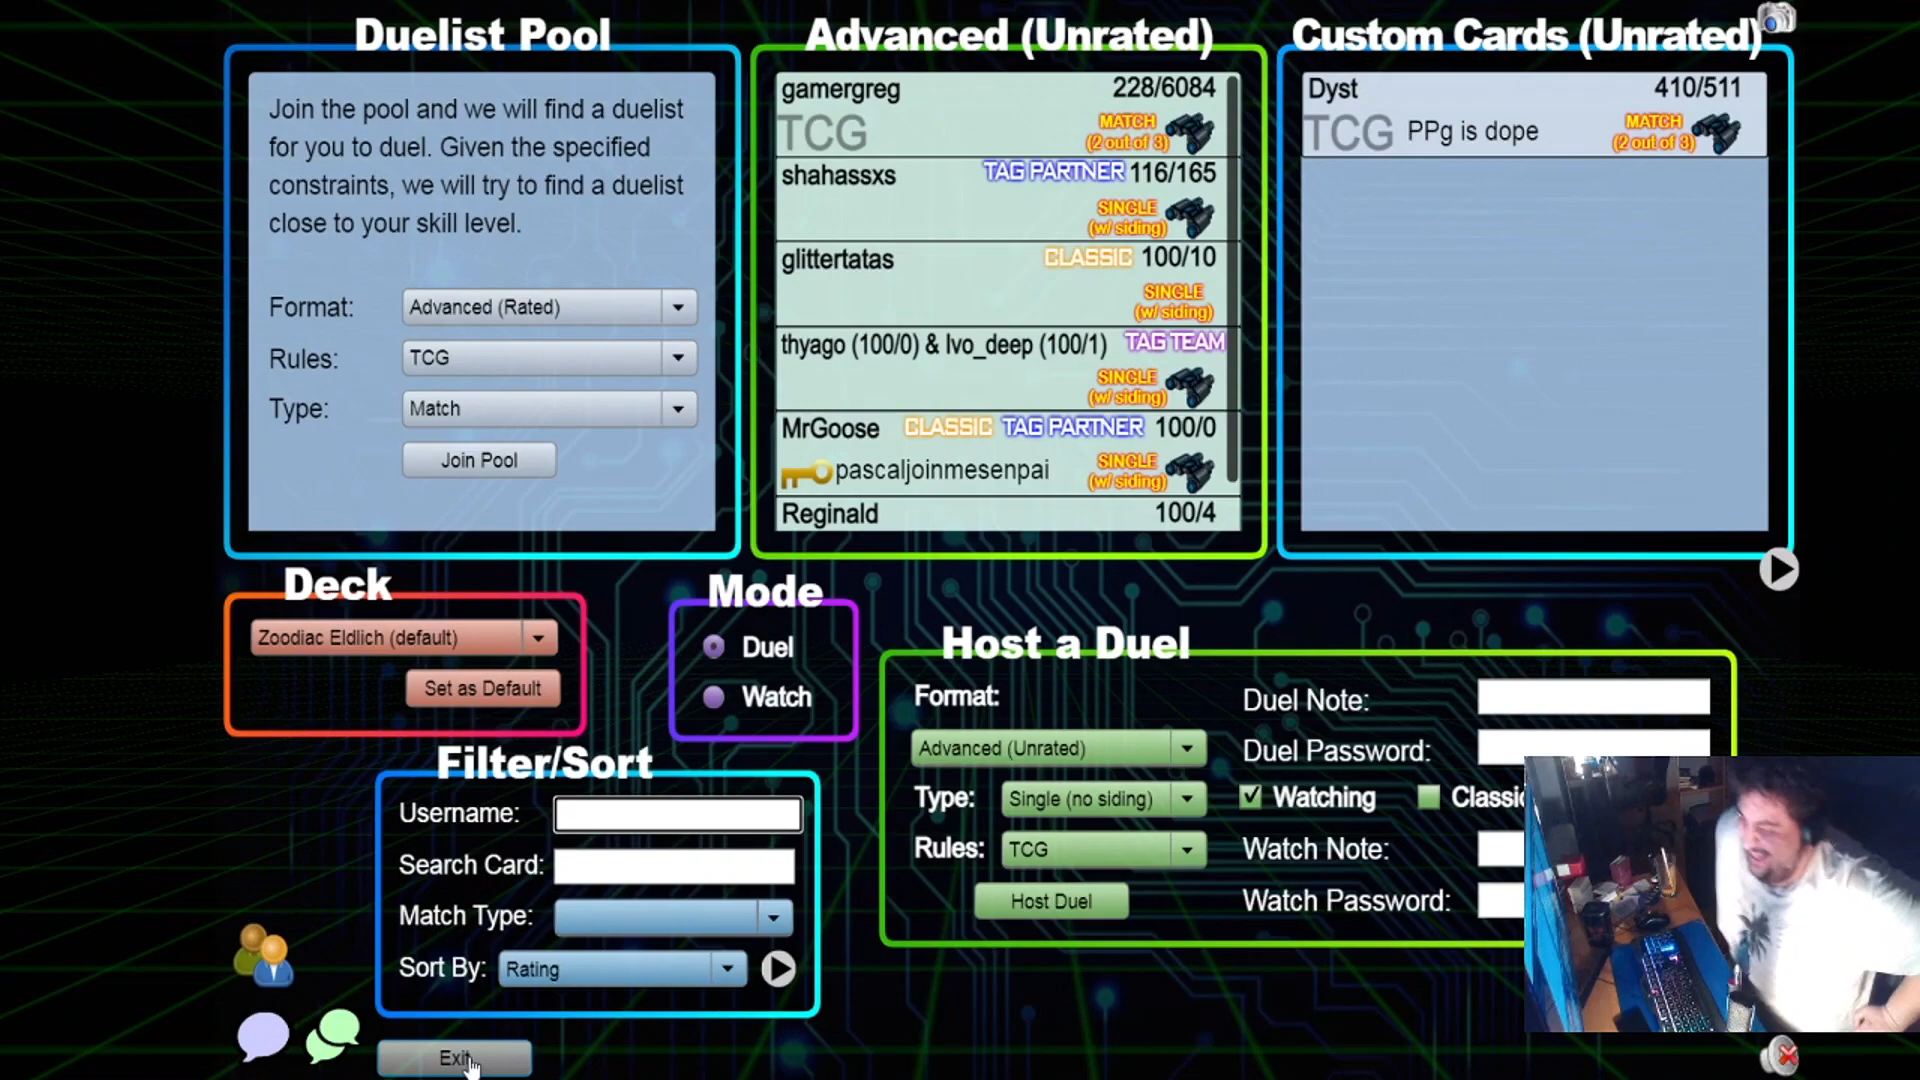 Duelist Pool
Join the pool and we will find a duelist
for you to duel. Given the specified
constraints, we will try to find a duelist
close to your skill level.
Format: Advanced (Rated)
Rules: TCG
Type: Match
Join Pool
Advanced (Unrated)
gamergreg 228/6084
TCG MATCH
(2 out of 3)
shahassxs TAG PARTNER 116/165
SINGLE
(w/ siding)
glittertatas CLASSIC 100/10
SINGLE
(w/ siding)
thyago (100/0) & lvo_deep (100/1) TAG TEAM
SINGLE
(w/ siding)
MrGoose CLASSIC TAG PARTNER 100/0
pascaljoinmesenpai SINGLE
(w/ siding)
Reginald 100/4
Custom Cards (Unrated)
Dyst 410/511
TCG PPg is dope MATCH
(2 out of 3)
Deck
Zoodiac Eldlich (default)
Set as Default
Mode
Duel
Watch
Filter/Sort
Username:
Search Card:
Match Type:
Sort By: Rating
Exit
Host a Duel
Format:
Advanced (Unrated)
Type: Single (no siding)
Rules: TCG
Host Duel
Duel Note:
Duel Password:
Watching Classic
Watch Note:
Watch Password: